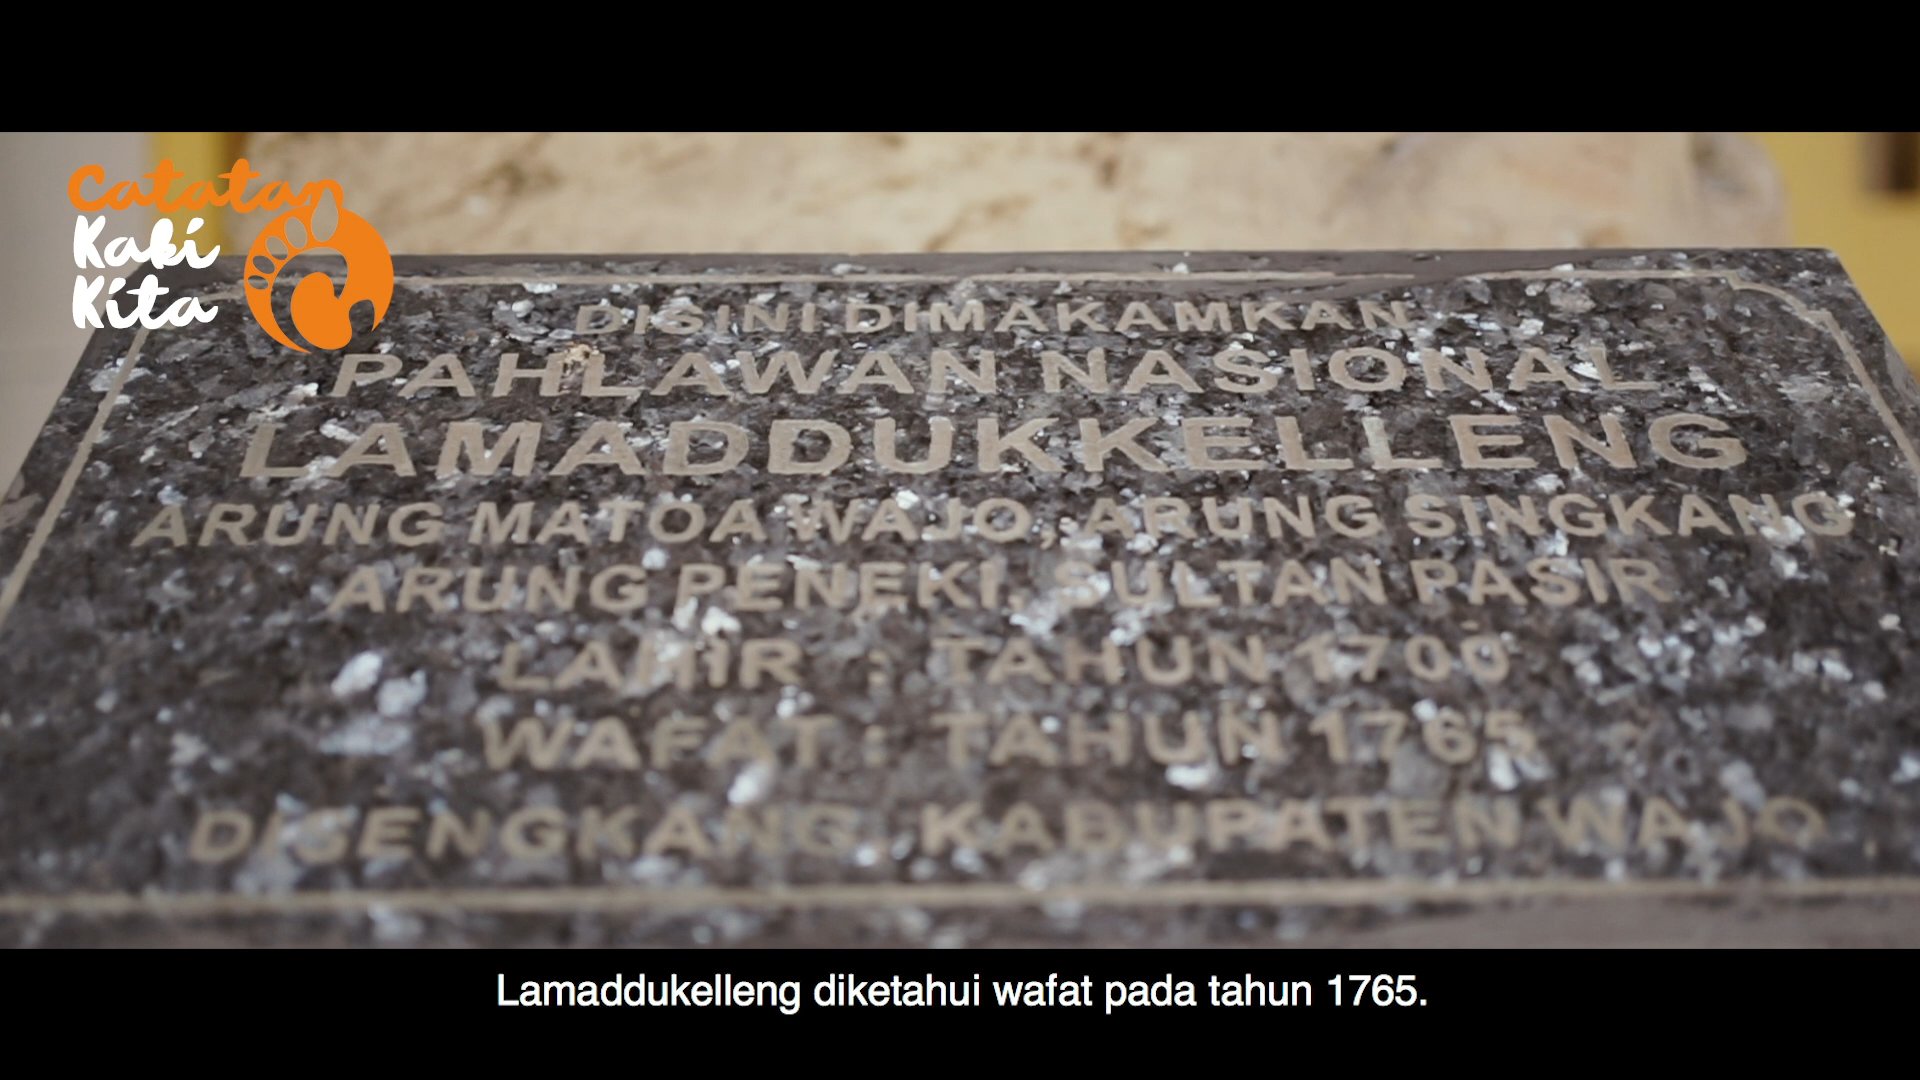 Catatan
Kaki
Kita
DISINI DIMAKAMKAN
PAHLAWAN NASIONAL
LAMADDUKKELLENG
ARUNG MATOA WAJO, ARUNG SINGKANG
ARUNG PENEKI, SULTAN PASIR
LAHIR : TAHUN 1700
WAFAT : TAHUN 1765
DISENGKANG, KABUPATEN WAJO
Lamaddukelleng diketahui wafat pada tahun 1765.